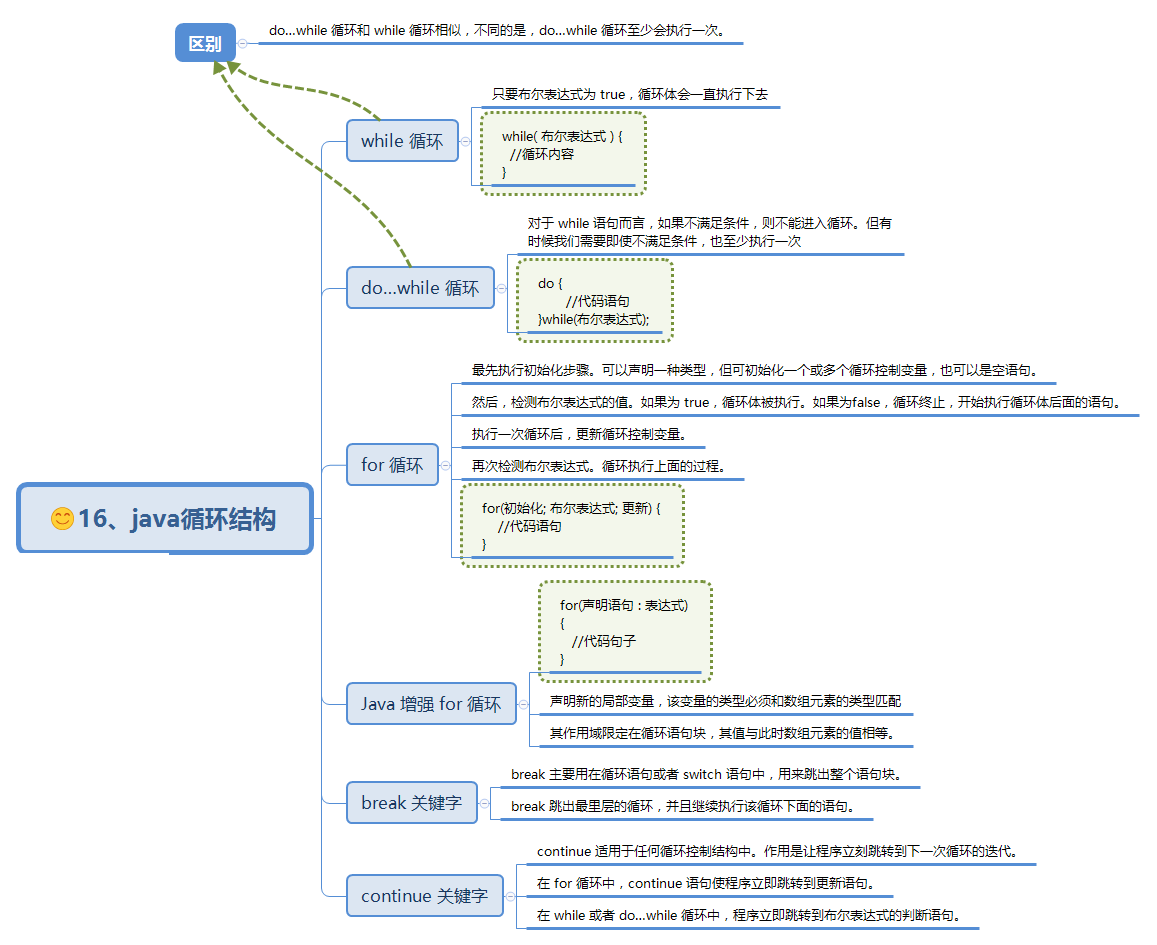 区别
do...while 循环和 while 循环相似，不同的是，do...while 循环至少会执行一次。
while 循环
只要布尔表达式为 true，循环体会一直执行下去
while( 布尔表达式 ) {
//循环内容
}
do...while 循环
对于 while 语句而言，如果不满足条件，则不能进入循环。但有
时候我们需要即使不满足条件，也至少执行一次
do {
//代码语句
}while(布尔表达式);
for 循环
最先执行初始化步骤。可以声明一种类型，但可初始化一个或多个循环控制变量，也可以是空语句。
然后，检测布尔表达式的值。如果为 true，循环体被执行。如果为false，循环终止，开始执行循环体后面的语句。
执行一次循环后，更新循环控制变量。
再次检测布尔表达式。循环执行上面的过程。
for(初始化; 布尔表达式; 更新) {
//代码语句
}
16、java循环结构
for(声明语句 : 表达式)
{
//代码句子
}
Java 增强 for 循环
声明新的局部变量，该变量的类型必须和数组元素的类型匹配
其作用域限定在循环语句块，其值与此时数组元素的值相等。
break 关键字
break 主要用在循环语句或者 switch 语句中，用来跳出整个语句块。
break 跳出最里层的循环，并且继续执行该循环下面的语句。
continue 关键字
continue 适用于任何循环控制结构中。作用是让程序立刻跳转到下一次循环的迭代。
在 for 循环中，continue 语句使程序立即跳转到更新语句。
在 while 或者 do...while 循环中，程序立即跳转到布尔表达式的判断语句。